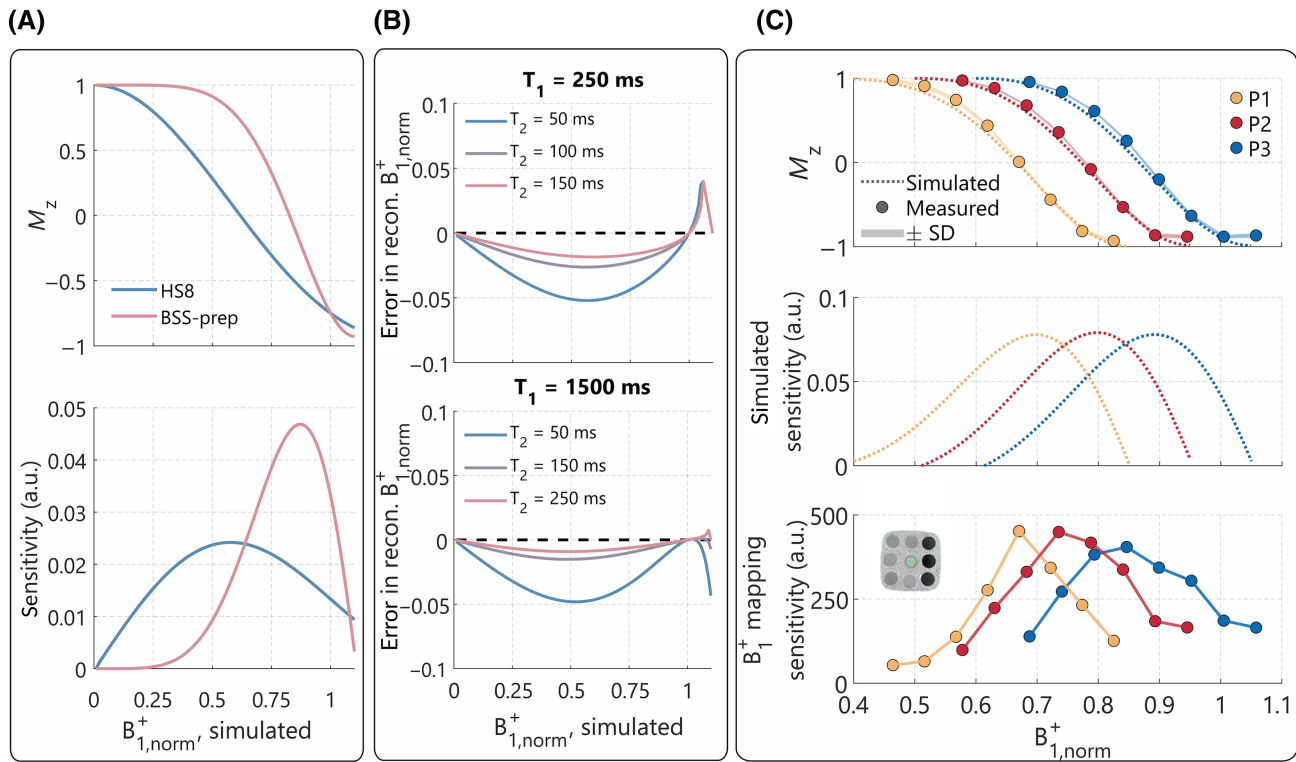 (A)
1
0.5
0
−0.5
−1
M_z
HS8
BSS-prep
0.05
0.04
0.03
0.02
0.01
0
Sensitivity (a.u.)
0 0.25 0.5 0.75 1
B⁺_1,norm, simulated
(B)
T₁ = 250 ms
0.1
0.05
0
−0.05
−0.1
Error in recon. B⁺_1,norm
T₂ = 50 ms
T₂ = 100 ms
T₂ = 150 ms
T₁ = 1500 ms
0.1
0.05
0
−0.05
−0.1
Error in recon. B⁺_1,norm
T₂ = 50 ms
T₂ = 150 ms
T₂ = 250 ms
0 0.25 0.5 0.75 1
B⁺_1,norm, simulated
(C)
1
0
−1
M_z
P1
P2
P3
Simulated
Measured
± SD
0.1
0.05
0
Simulated
sensitivity (a.u.)
500
250
0
B₁⁺ mapping
sensitivity (a.u.)
0.4 0.5 0.6 0.7 0.8 0.9 1 1.1
B⁺_1,norm